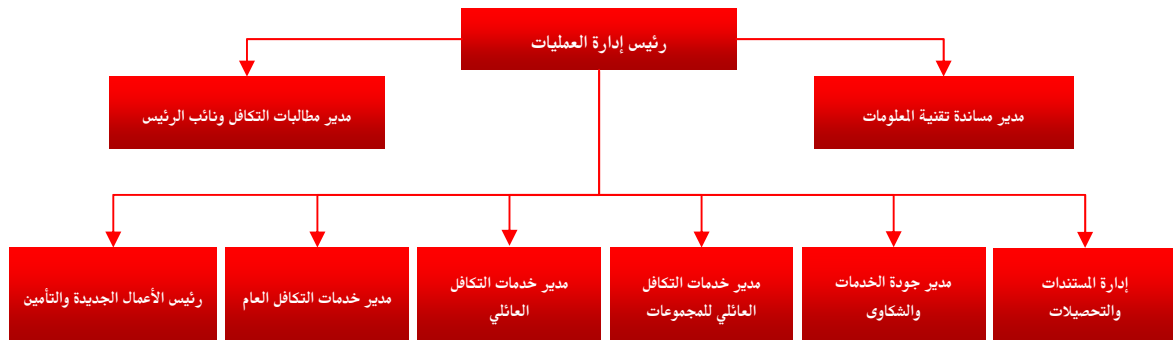 رئيس إدارة العمليات
مدير مساندة تقنية المعلومات
مدير مطالبات التكافل ونائب الرئيس
إدارة المستندات
والتحصيلات
مدير جودة الخدمات
والشكاوى
مدير خدمات التكافل
العائلي للمجموعات
مدير خدمات التكافل
العائلي
مدير خدمات التكافل العام
رئيس الأعمال الجديدة والتأمين